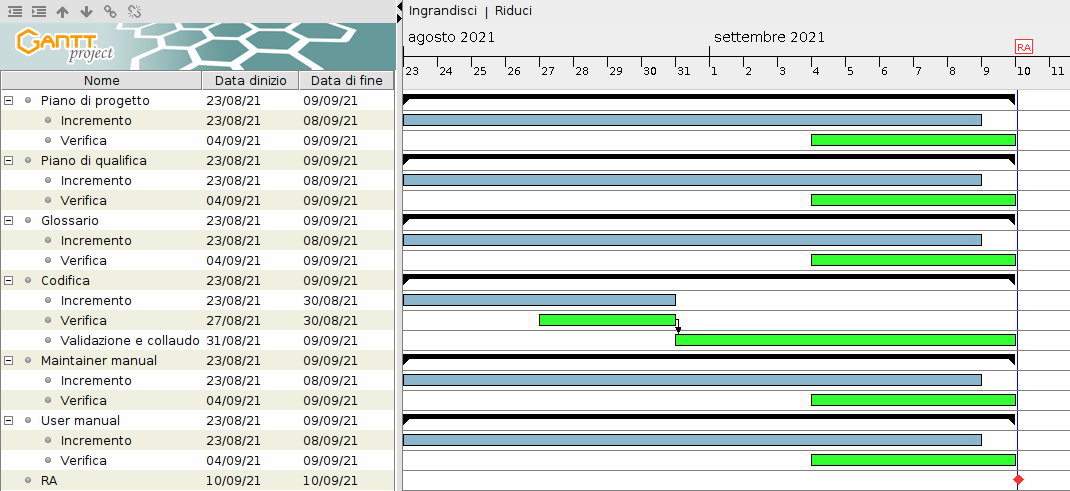 Ingrandisci | Riduci
GANTT project
agosto 2021 settembre 2021
RA
23 24 25 26 27 28 29 30 31 1 2 3 4 5 6 7 8 9 10 11
Nome Data dinizio Data di fine
Piano di progetto 23/08/21 09/09/21
Incremento 23/08/21 08/09/21
Verifica 04/09/21 09/09/21
Piano di qualifica 23/08/21 09/09/21
Incremento 23/08/21 08/09/21
Verifica 04/09/21 09/09/21
Glossario 23/08/21 09/09/21
Incremento 23/08/21 08/09/21
Verifica 04/09/21 09/09/21
Codifica 23/08/21 09/09/21
Incremento 23/08/21 30/08/21
Verifica 27/08/21 30/08/21
Validazione e collaudo 31/08/21 09/09/21
Maintainer manual 23/08/21 09/09/21
Incremento 23/08/21 08/09/21
Verifica 04/09/21 09/09/21
User manual 23/08/21 09/09/21
Incremento 23/08/21 08/09/21
Verifica 04/09/21 09/09/21
RA 10/09/21 10/09/21